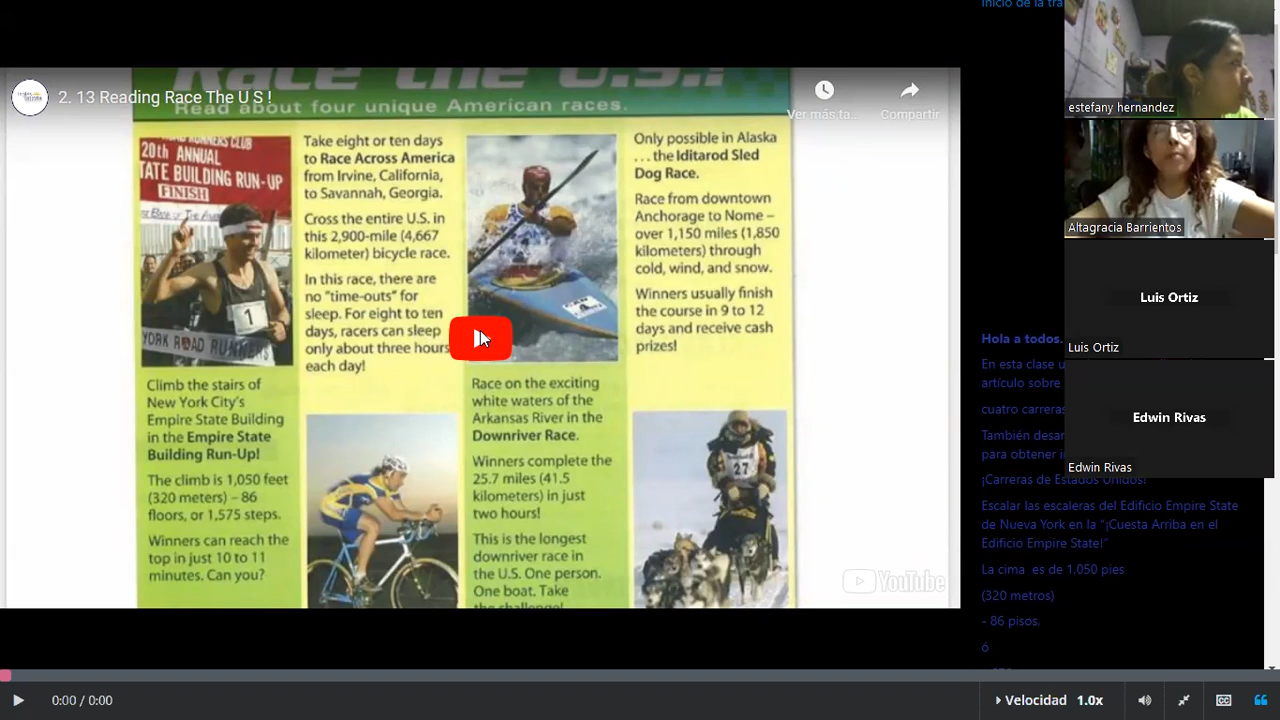 2. 13 Reading Race The U S !
Ver más ta...
Compartir
Race the U.S.!
Read about four unique American races.
RUNNERS CLUB
20th ANNUAL
TATE BUILDING RUN-UP
FINISH
1
YORK ROAD RUNNERS
Climb the stairs of
New York City's
Empire State Building
in the Empire State
Building Run-Up!
The climb is 1,050 feet
(320 meters) – 86
floors, or 1,575 steps.
Winners can reach the
top in just 10 to 11
minutes. Can you?
Take eight or ten days
to Race Across America
from Irvine, California,
to Savannah, Georgia.
Cross the entire U.S. in
this 2,900-mile (4,667
kilometer) bicycle race.
In this race, there are
no "time-outs" for
sleep. For eight to ten
days, racers can sleep
only about three hours
each day!
Race on the exciting
white waters of the
Arkansas River in the
Downriver Race.
Winners complete the
25.7 miles (41.5
kilometers) in just
two hours!
This is the longest
downriver race in
the U.S. One person.
One boat. Take
the challenge!
Only possible in Alaska
. . . the Iditarod Sled
Dog Race.
Race from downtown
Anchorage to Nome –
over 1,150 miles (1,850
kilometers) through
cold, wind, and snow.
Winners usually finish
the course in 9 to 12
days and receive cash
prizes!
27
YouTube
Inicio de la tra
Hola a todos.
En esta clase u
artículo sobre
cuatro carreras
También desar
para obtener i
¡Carreras de Estados Unidos!
Escalar las escaleras del Edificio Empire State
de Nueva York en la "¡Cuesta Arriba en el
Edificio Empire State!"
La cima es de 1,050 pies
(320 metros)
- 86 pisos,
ó
estefany hernandez
Altagracia Barrientos
Luis Ortiz
Luis Ortiz
Edwin Rivas
Edwin Rivas
0:00 / 0:00
Velocidad 1.0x
CC